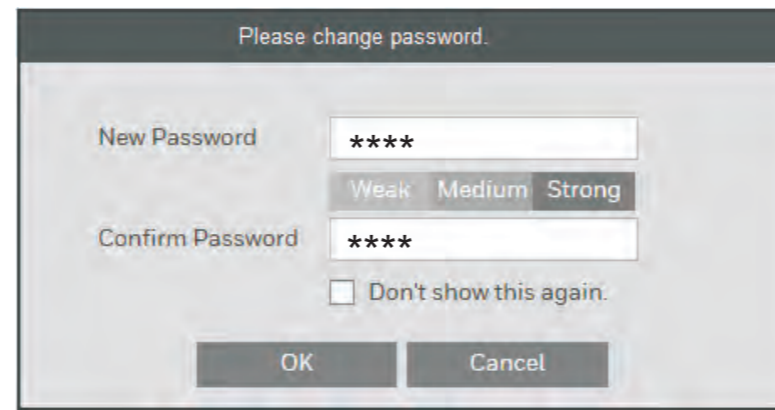 Please change password.
New Password ****
Weak Medium Strong
Confirm Password ****
Don't show this again.
OK Cancel